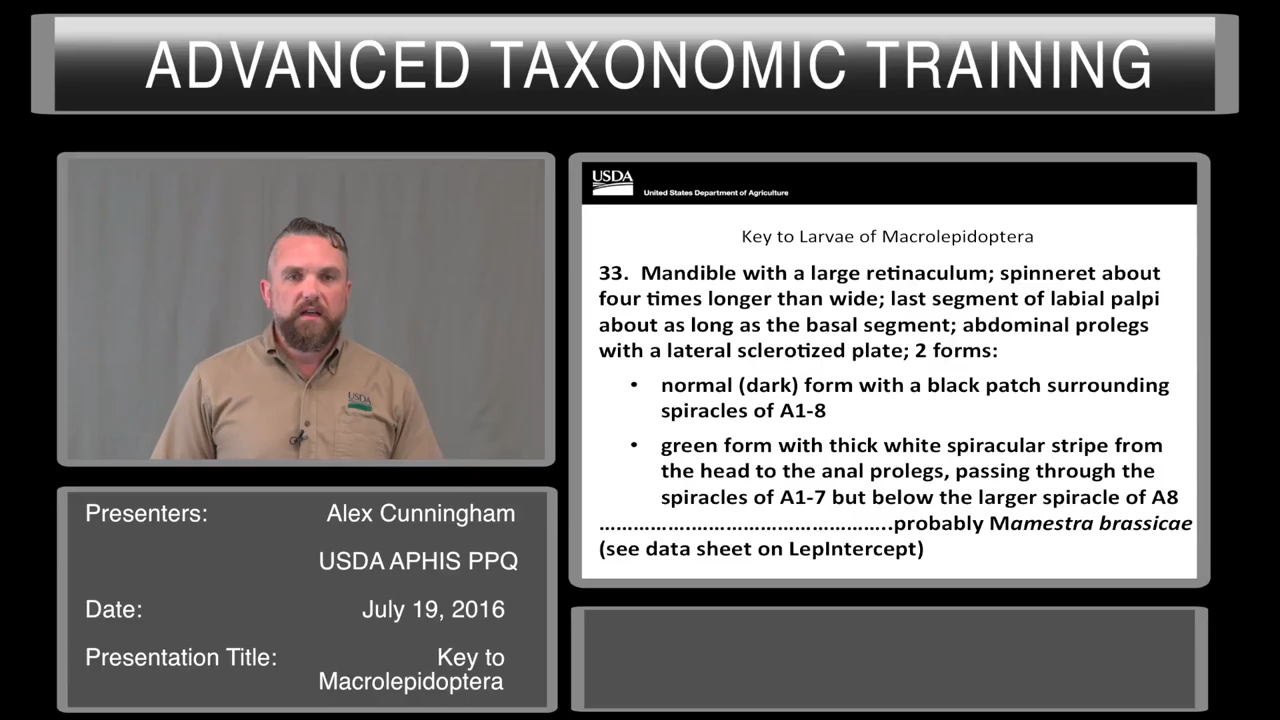 ADVANCED TAXONOMIC TRAINING
USDA
USDA
United States Department of Agriculture
Key to Larvae of Macrolepidoptera
33. Mandible with a large retinaculum; spinneret about
four times longer than wide; last segment of labial palpi
about as long as the basal segment; abdominal prolegs
with a lateral sclerotized plate; 2 forms:
• normal (dark) form with a black patch surrounding
spiracles of A1-8
• green form with thick white spiracular stripe from
the head to the anal prolegs, passing through the
spiracles of A1-7 but below the larger spiracle of A8
……………………………………………..probably Mamestra brassicae
(see data sheet on LepIntercept)
Presenters: Alex Cunningham
USDA APHIS PPQ
Date: July 19, 2016
Presentation Title: Key to
Macrolepidoptera